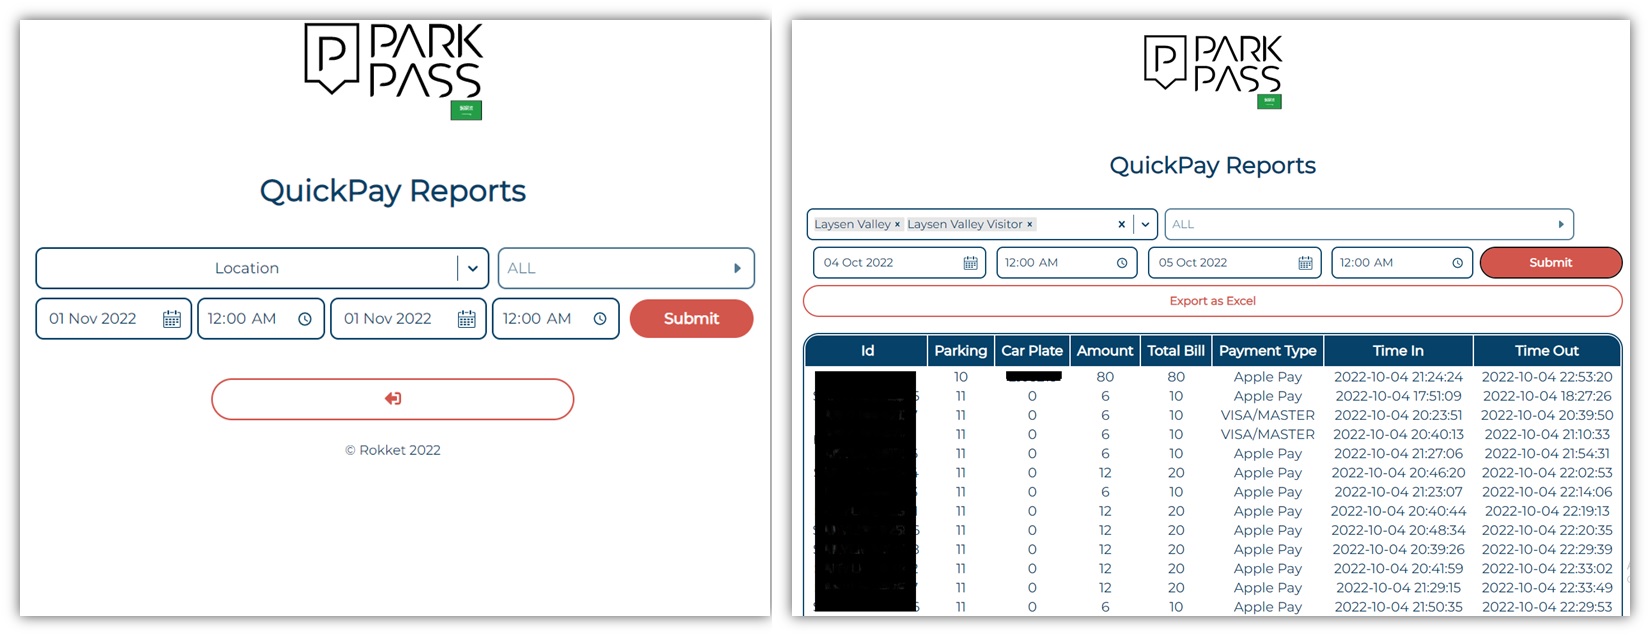 PARK
PASS
QuickPay Reports
Location
ALL
01 Nov 2022 12:00 AM 01 Nov 2022 12:00 AM Submit
© Rokket 2022
PARK
PASS
QuickPay Reports
Laysen Valley × Laysen Valley Visitor × ×
ALL
04 Oct 2022 12:00 AM 05 Oct 2022 12:00 AM Submit
Export as Excel
Id Parking Car Plate Amount Total Bill Payment Type Time In Time Out
10 80 80 Apple Pay 2022-10-04 21:24:24 2022-10-04 22:53:20
11 0 6 10 Apple Pay 2022-10-04 17:51:09 2022-10-04 18:27:26
11 0 6 10 VISA/MASTER 2022-10-04 20:23:51 2022-10-04 20:39:50
11 0 6 10 VISA/MASTER 2022-10-04 20:40:13 2022-10-04 21:10:33
11 0 6 10 Apple Pay 2022-10-04 21:27:06 2022-10-04 21:54:31
11 0 12 20 Apple Pay 2022-10-04 20:46:20 2022-10-04 22:02:53
11 0 6 10 Apple Pay 2022-10-04 21:23:07 2022-10-04 22:14:06
11 0 12 20 Apple Pay 2022-10-04 20:40:44 2022-10-04 22:19:13
11 0 12 20 Apple Pay 2022-10-04 20:48:34 2022-10-04 22:20:35
11 0 12 20 Apple Pay 2022-10-04 20:39:26 2022-10-04 22:29:39
11 0 12 20 Apple Pay 2022-10-04 20:41:59 2022-10-04 22:33:02
11 0 12 20 Apple Pay 2022-10-04 21:29:15 2022-10-04 22:33:49
11 0 6 10 Apple Pay 2022-10-04 21:50:35 2022-10-04 22:29:53